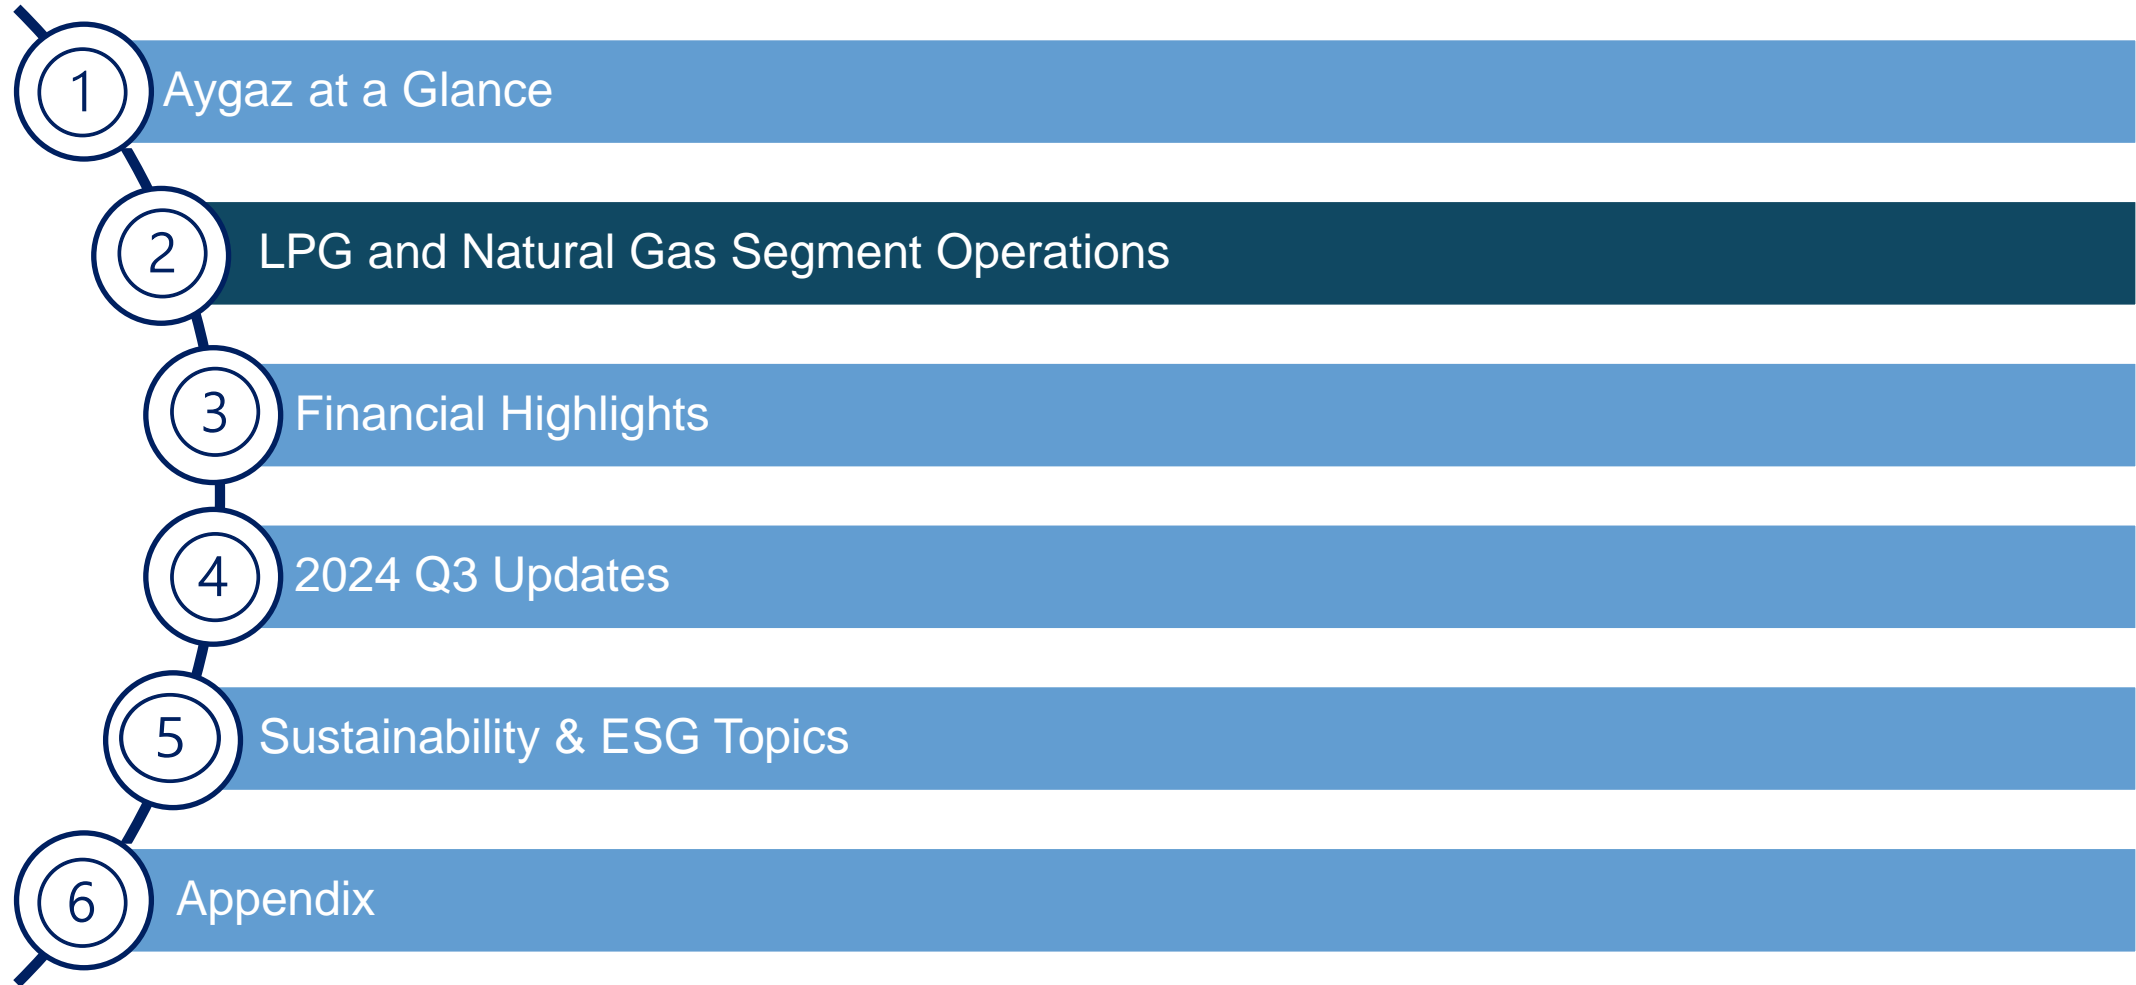 1 Aygaz at a Glance
2 LPG and Natural Gas Segment Operations
3 Financial Highlights
4 2024 Q3 Updates
5 Sustainability & ESG Topics
6 Appendix